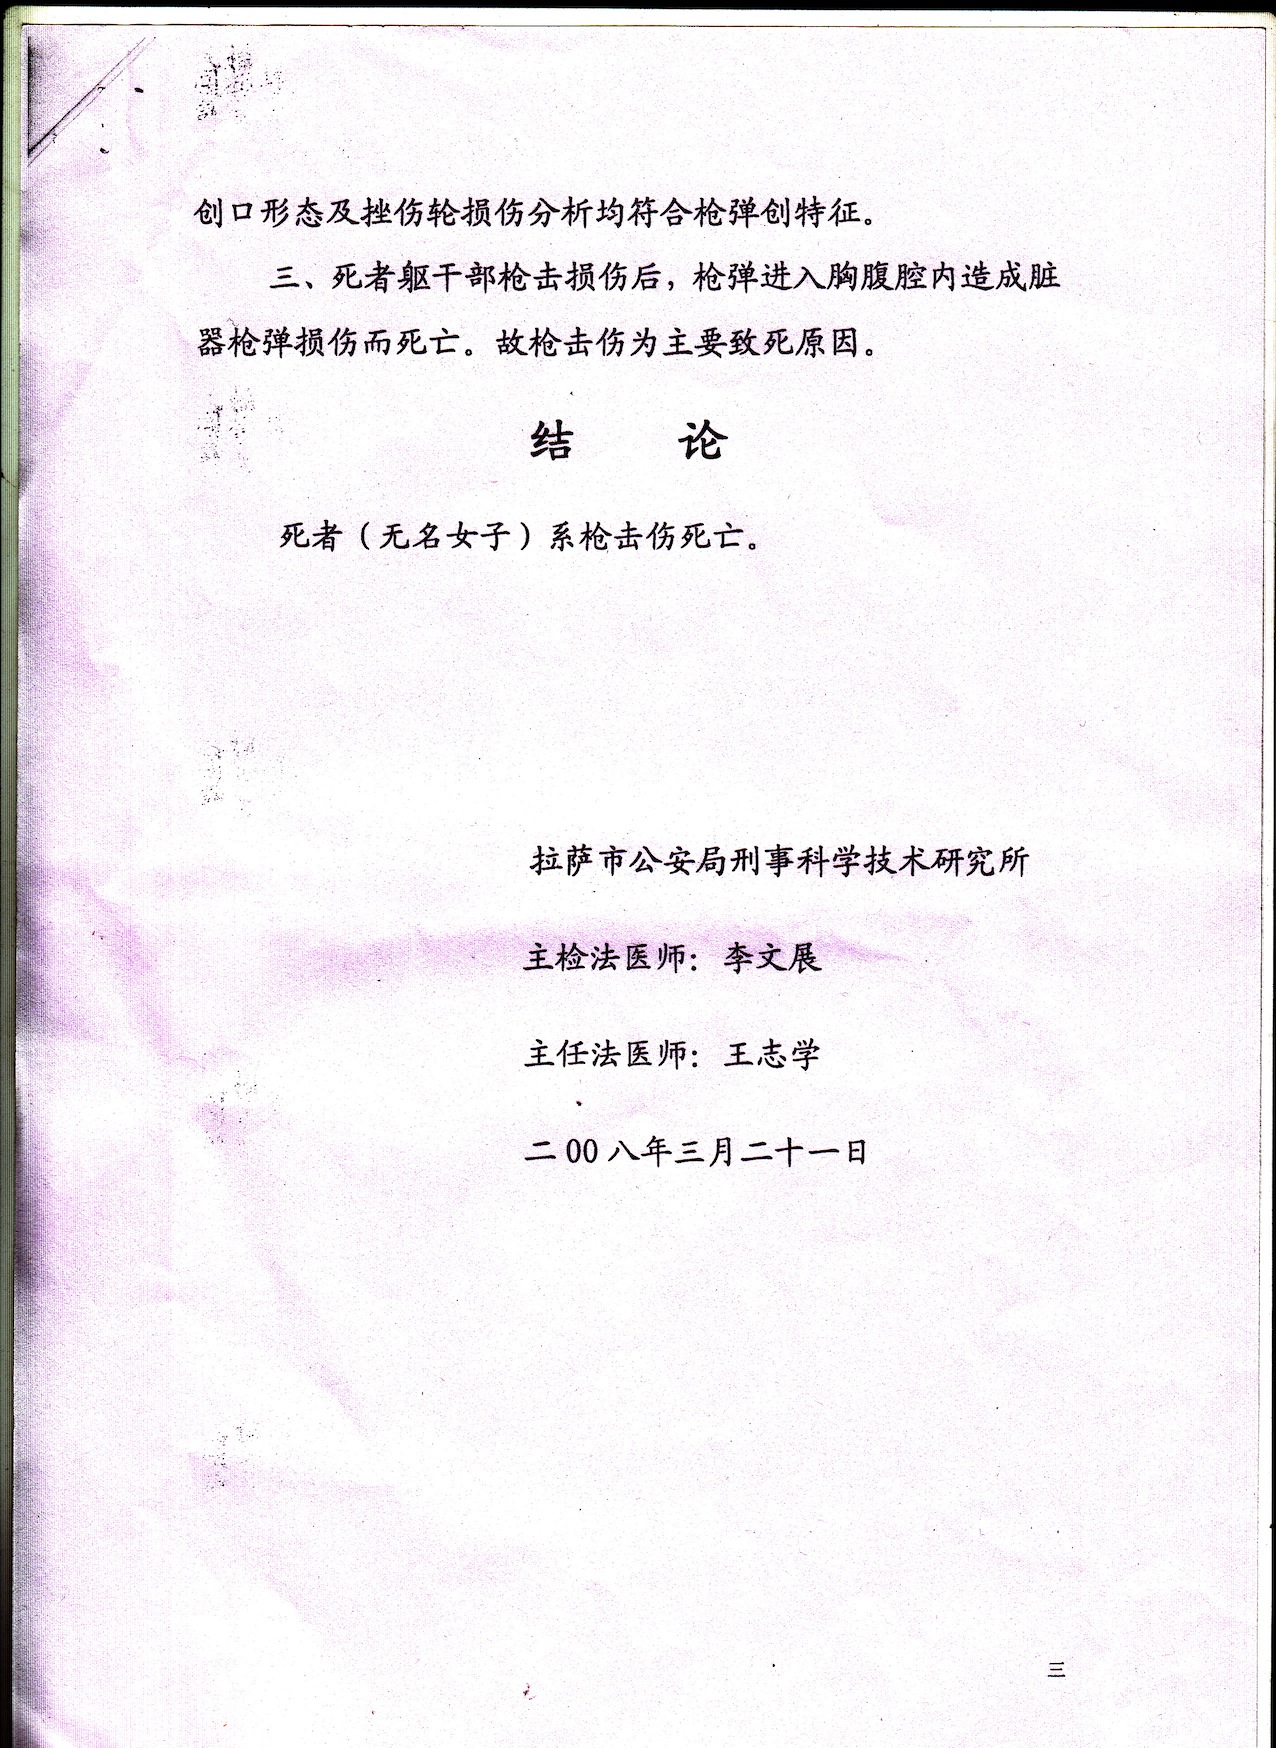 创口形态及挫伤轮损伤分析均符合枪弹创特征。
三、死者躯干部枪击损伤后，枪弹进入胸腹腔内造成脏
器枪弹损伤而死亡。故枪击伤为主要致死原因。
结 论
死者（无名女子）系枪击伤死亡。
拉萨市公安局刑事科学技术研究所
主检法医师：李文展
主任法医师：王志学
二00八年三月二十一日
三